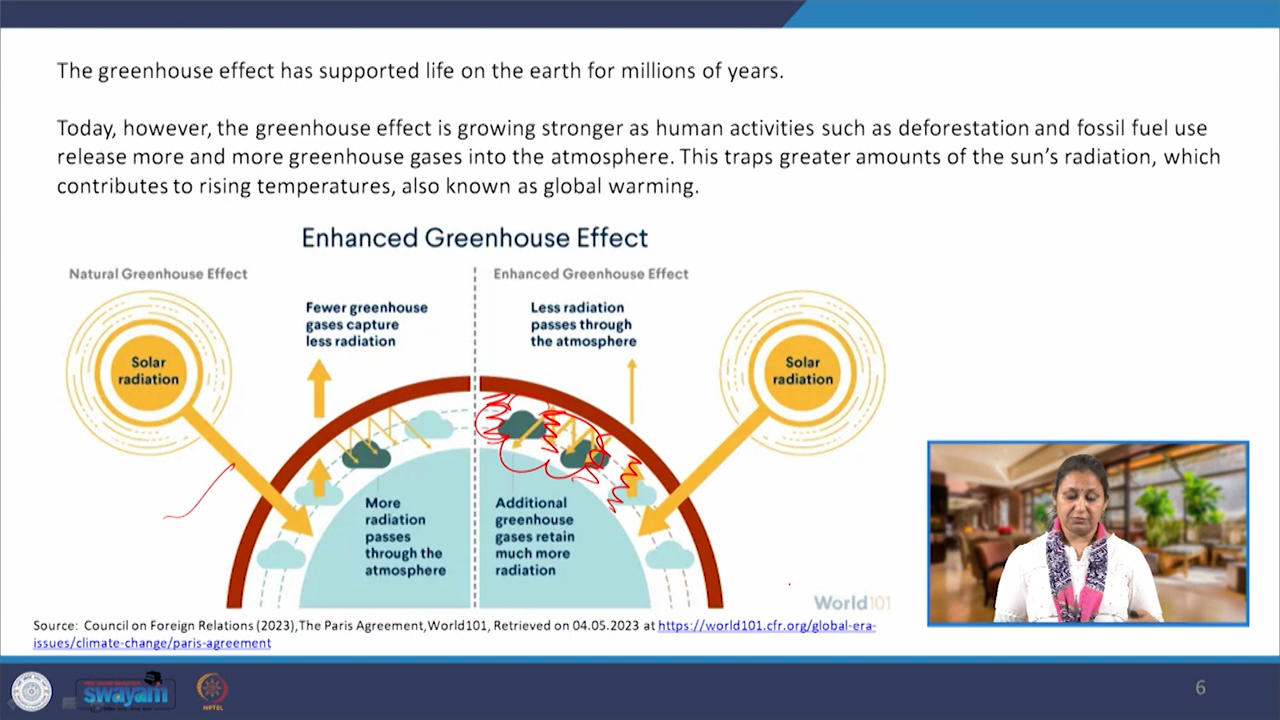 The greenhouse effect has supported life on the earth for millions of years.
Today, however, the greenhouse effect is growing stronger as human activities such as deforestation and fossil fuel use
release more and more greenhouse gases into the atmosphere. This traps greater amounts of the sun's radiation, which
contributes to rising temperatures, also known as global warming.
Enhanced Greenhouse Effect
Natural Greenhouse Effect
Enhanced Greenhouse Effect
Fewer greenhouse
gases capture
less radiation
Less radiation
passes through
the atmosphere
Solar
radiation
Solar
radiation
More
radiation
passes
through the
atmosphere
Additional
greenhouse
gases retain
much more
radiation
World101
Source: Council on Foreign Relations (2023),The Paris Agreement,World101, Retrieved on 04.05.2023 at https://world101.cfr.org/global-era-
issues/climate-change/paris-agreement
swayam
NPTEL
6